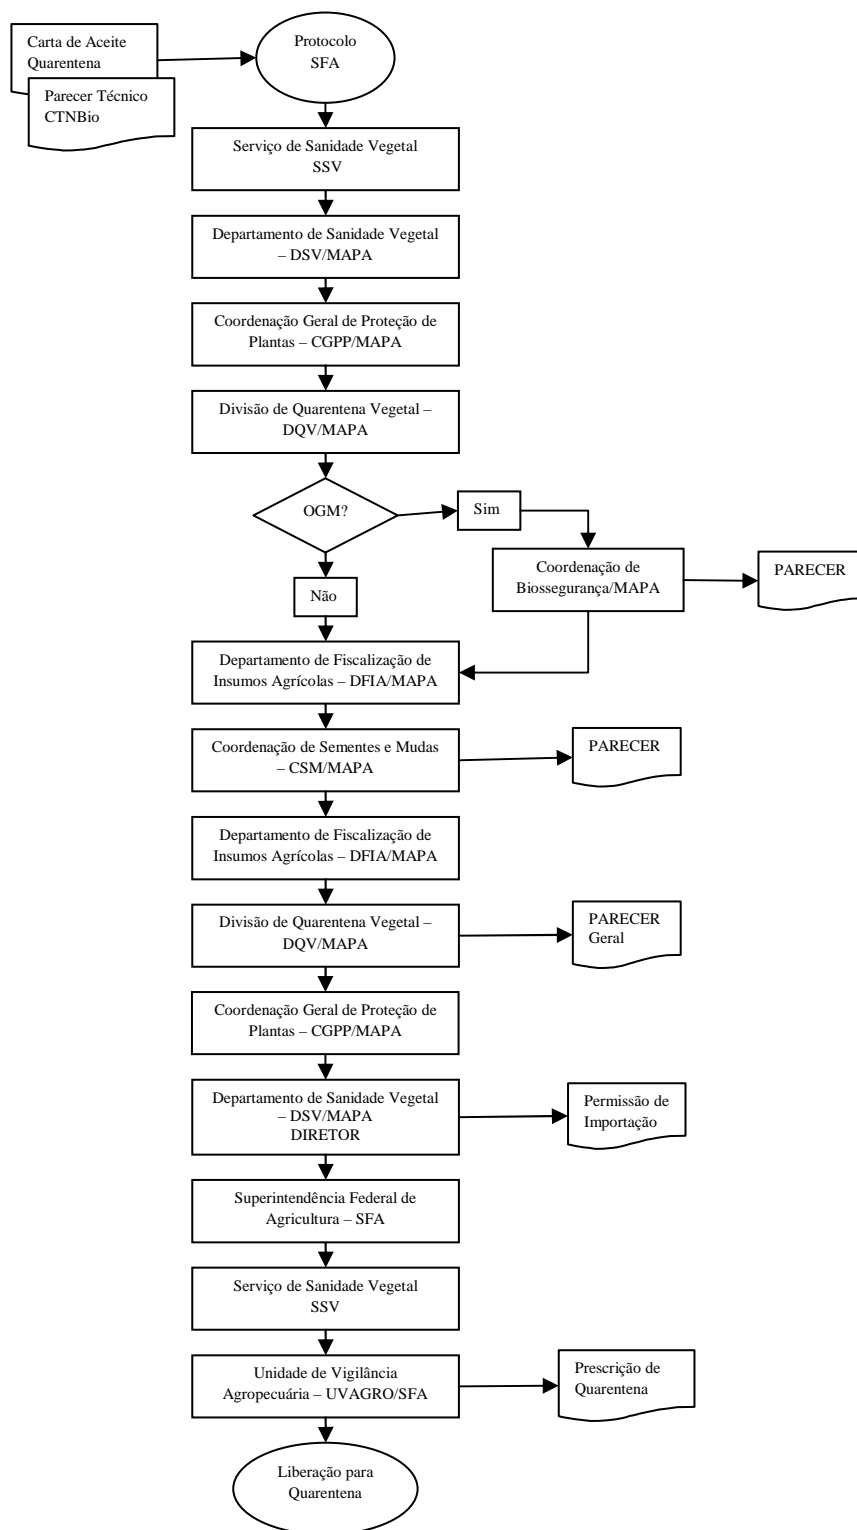 Carta de Aceite
Quarentena
Parecer Técnico
CTNBio
Protocolo
SFA
Serviço de Sanidade Vegetal
SSV
Departamento de Sanidade Vegetal
– DSV/MAPA
Coordenação Geral de Proteção de
Plantas – CGPP/MAPA
Divisão de Quarentena Vegetal –
DQV/MAPA
OGM?
Sim
Coordenação de
Biossegurança/MAPA
PARECER
Não
Departamento de Fiscalização de
Insumos Agrícolas – DFIA/MAPA
Coordenação de Sementes e Mudas
– CSM/MAPA
PARECER
Departamento de Fiscalização de
Insumos Agrícolas – DFIA/MAPA
Divisão de Quarentena Vegetal –
DQV/MAPA
PARECER
Geral
Coordenação Geral de Proteção de
Plantas – CGPP/MAPA
Departamento de Sanidade Vegetal
– DSV/MAPA
DIRETOR
Permissão de
Importação
Superintendência Federal de
Agricultura – SFA
Serviço de Sanidade Vegetal
SSV
Unidade de Vigilância
Agropecuária – UVAGRO/SFA
Prescrição de
Quarentena
Liberação para
Quarentena